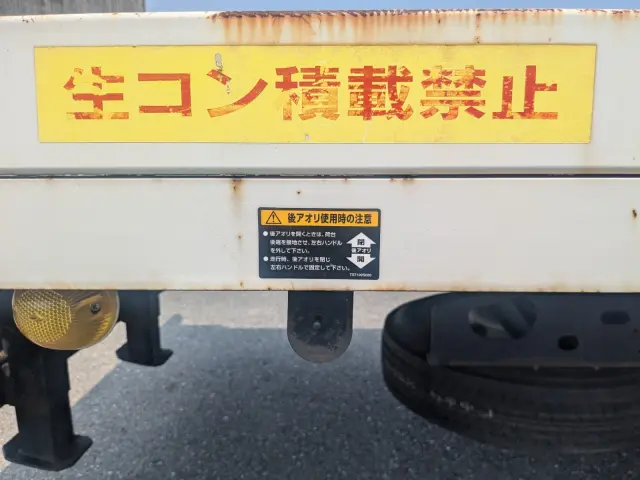 生コン積載禁止
後アオリ使用時の注意
● 後アオリを開くときは、荷台
後端を接地させ、左右ハンドル
を外して下さい。
● 走行時、後アオリを閉じ
左右ハンドルで固定して下さい。
閉
後アオリ
開